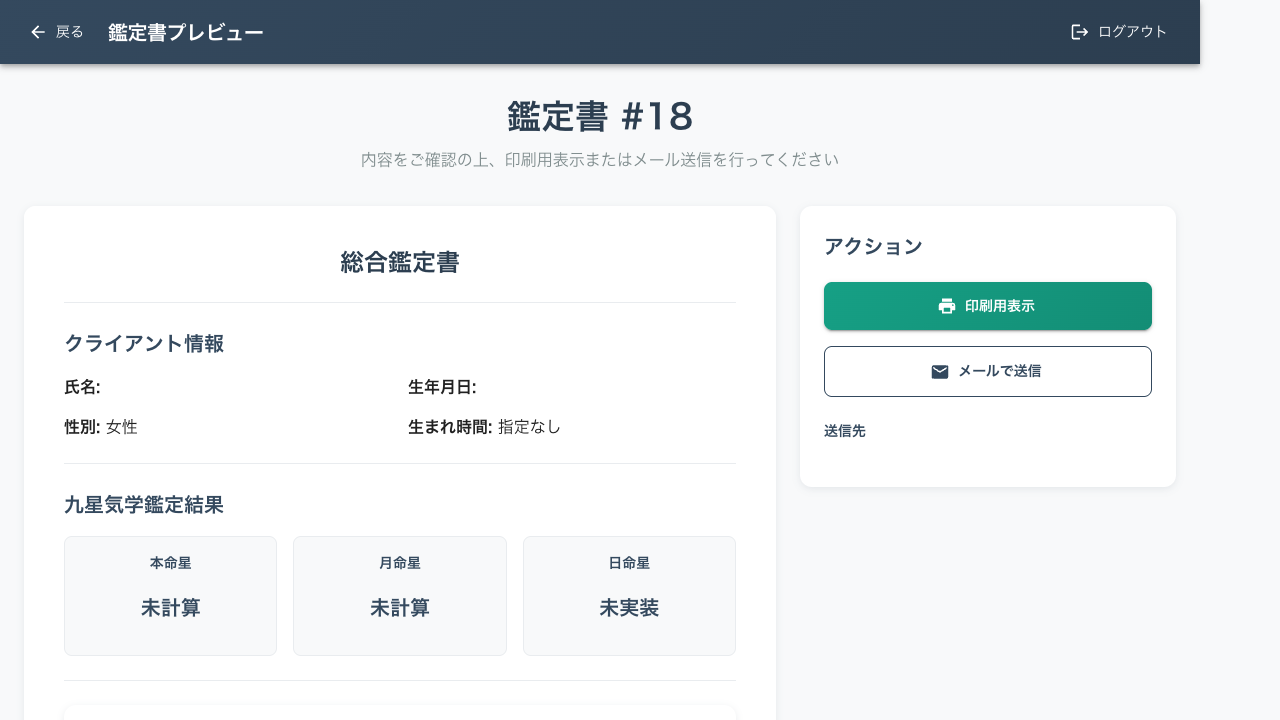 戻る
鑑定書プレビュー
ログアウト
鑑定書 #18
内容をご確認の上、印刷用表示またはメール送信を行ってください
総合鑑定書
クライアント情報
氏名:
生年月日:
性別: 女性
生まれ時間: 指定なし
九星気学鑑定結果
本命星
未計算
月命星
未計算
日命星
未実装
アクション
印刷用表示
メールで送信
送信先